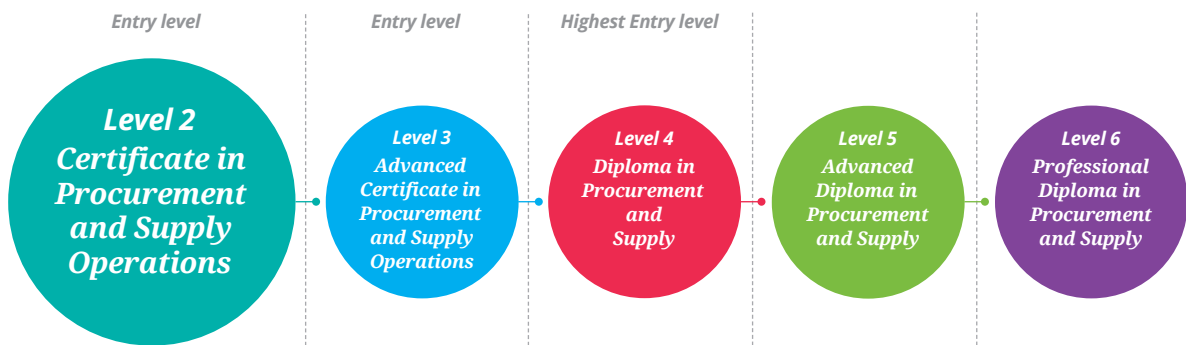 Entry level
Entry level
Highest Entry level
Level 2
Certificate in
Procurement
and Supply
Operations
Level 3
Advanced
Certificate in
Procurement
and Supply
Operations
Level 4
Diploma in
Procurement
and
Supply
Level 5
Advanced
Diploma in
Procurement
and Supply
Level 6
Professional
Diploma in
Procurement
and Supply